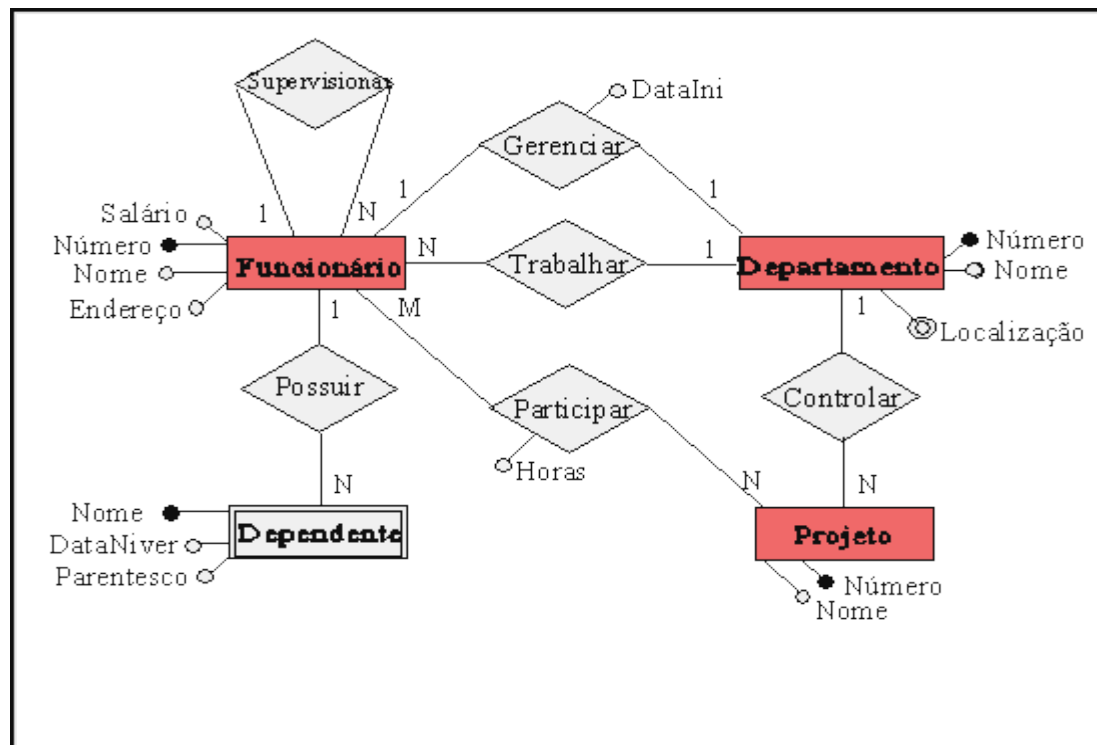 Supervisionar
DataIni
Gerenciar
1
1
Salário
1
N
Número
Nome
Endereço
Funcionário
N
Trabalhar
1
Departamento
Número
Nome
Localização
1
M
1
Possuir
Participar
Horas
Controlar
N
N
N
Nome
DataNiver
Parentesco
Dependente
Projeto
Número
Nome